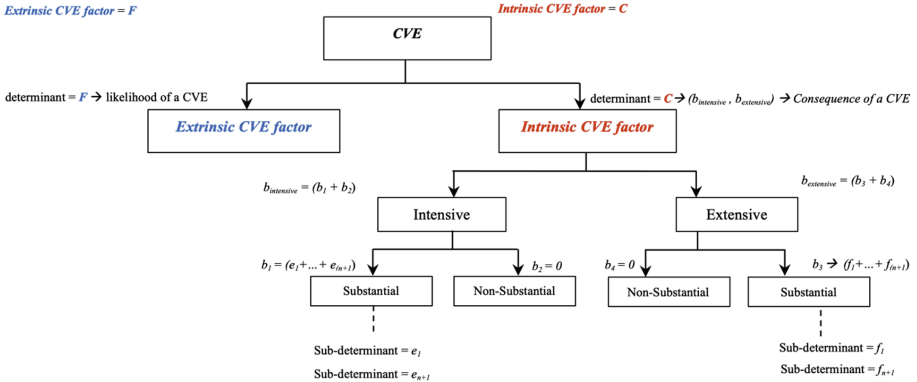 Extrinsic CVE factor = F
Intrinsic CVE factor = C
CVE
determinant = F → likelihood of a CVE
determinant = C → (b_intensive , b_extensive) → Consequence of a CVE
Extrinsic CVE factor
Intrinsic CVE factor
b_intensive = (b_1 + b_2)
b_extensive = (b_3 + b_4)
Intensive
Extensive
b_1 = (e_1+...+ e_(n+1))
b_2 = 0
b_4 = 0
b_3 → (f_1+...+ f_(n+1))
Substantial
Non-Substantial
Non-Substantial
Substantial
Sub-determinant = e_1
Sub-determinant = e_n+1
Sub-determinant = f_1
Sub-determinant = f_n+1